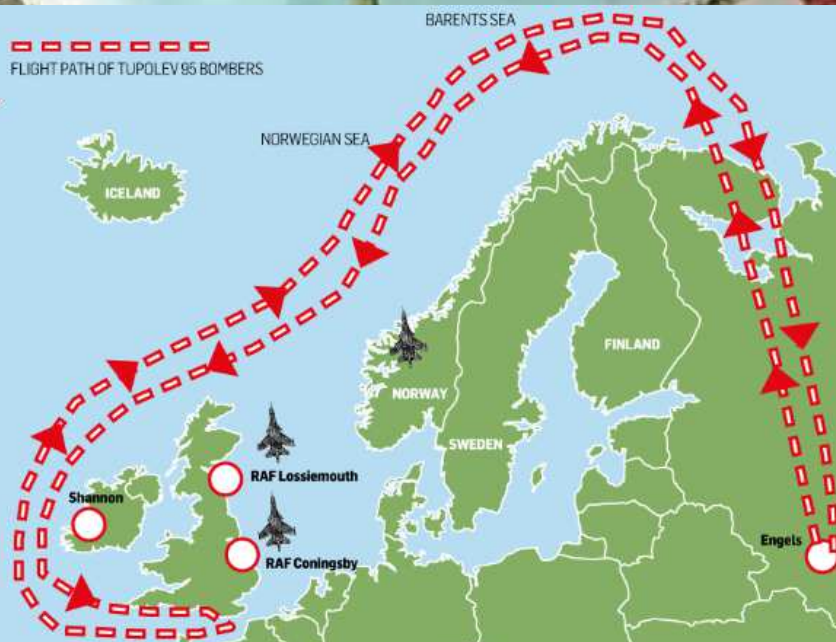 BARENTS SEA
FLIGHT PATH OF TUPOLEV 95 BOMBERS
NORWEGIAN SEA
ICELAND
FINLAND
NORWAY
SWEDEN
RAF Lossiemouth
Shannon
RAF Coningsby
Engels